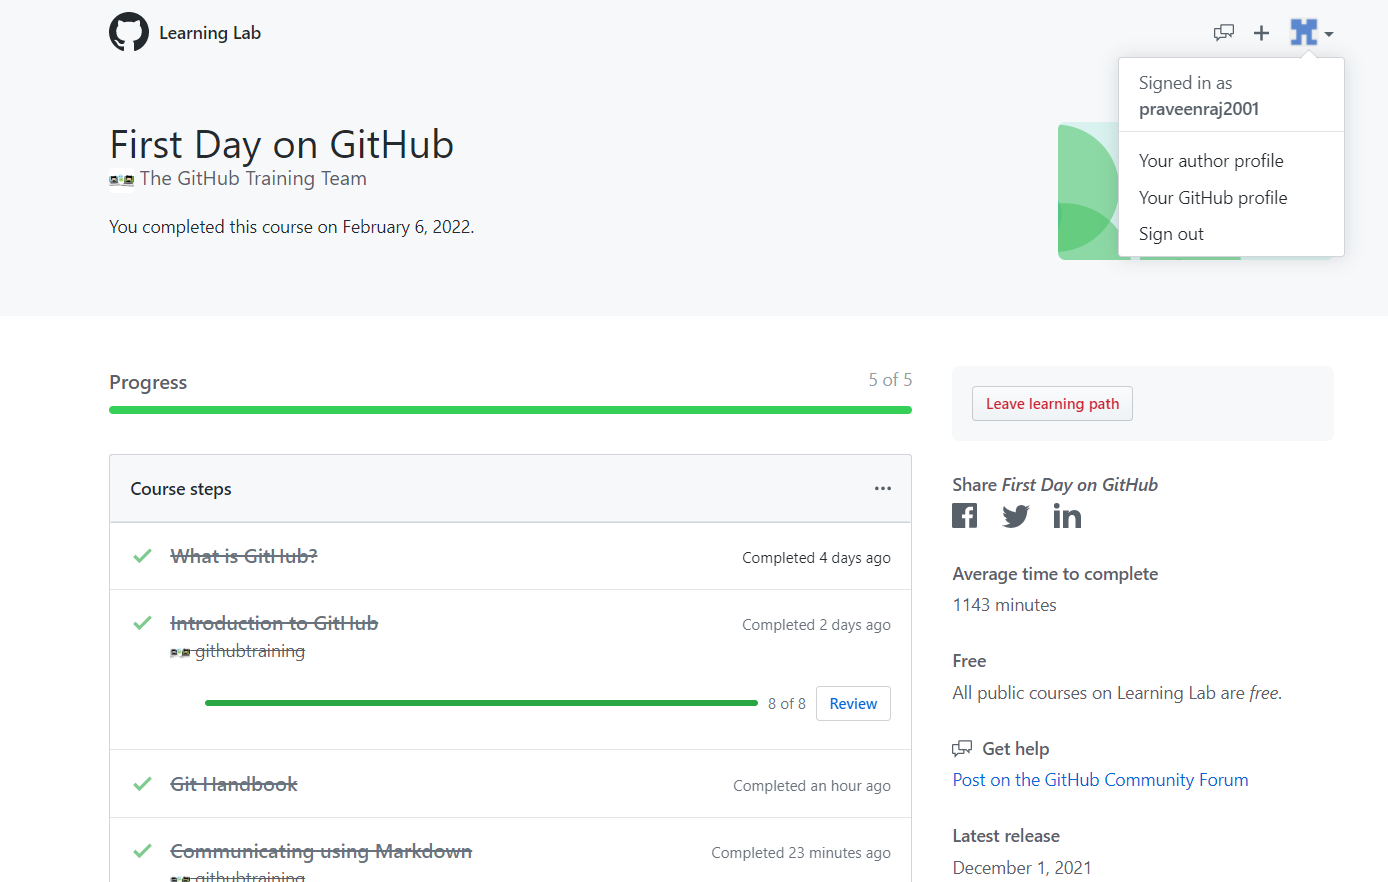 Learning Lab
Signed in as
praveenraj2001
Your author profile
Your GitHub profile
Sign out
First Day on GitHub
The GitHub Training Team
You completed this course on February 6, 2022.
Progress
5 of 5
Course steps
What is GitHub?
Completed 4 days ago
Introduction to GitHub
Completed 2 days ago
githubtraining
8 of 8
Review
Git Handbook
Completed an hour ago
Communicating using Markdown
Completed 23 minutes ago
githubtraining
Leave learning path
Share First Day on GitHub
Average time to complete
1143 minutes
Free
All public courses on Learning Lab are free.
Get help
Post on the GitHub Community Forum
Latest release
December 1, 2021